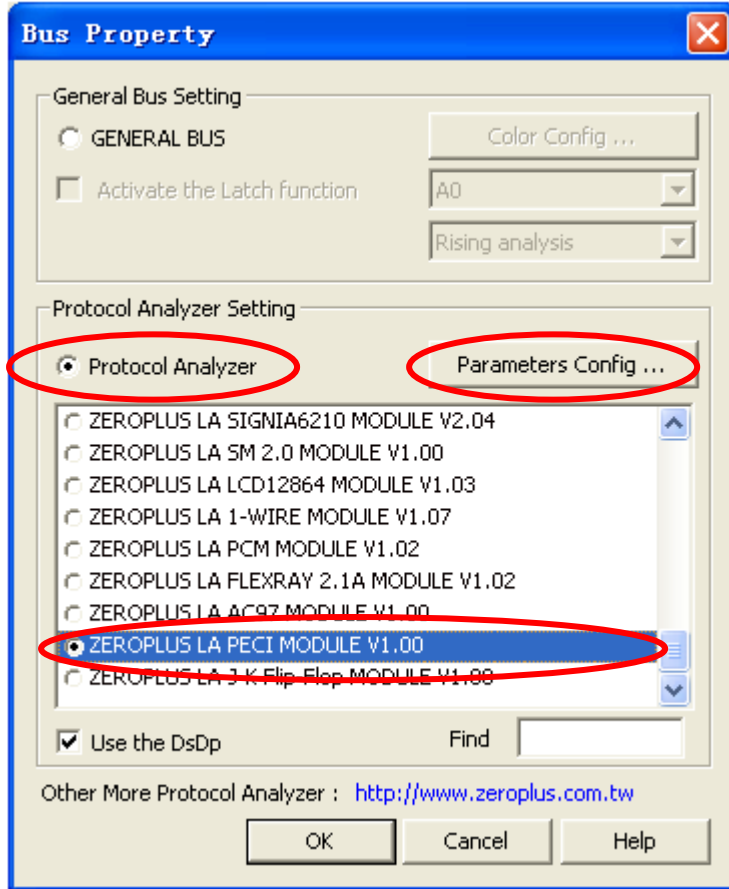 Bus Property
General Bus Setting
GENERAL BUS
Color Config ...
Activate the Latch function
A0
Rising analysis
Protocol Analyzer Setting
Protocol Analyzer
Parameters Config ...
ZEROPLUS LA SIGNIA6210 MODULE V2.04
ZEROPLUS LA SM 2.0 MODULE V1.00
ZEROPLUS LA LCD12864 MODULE V1.03
ZEROPLUS LA 1-WIRE MODULE V1.07
ZEROPLUS LA PCM MODULE V1.02
ZEROPLUS LA FLEXRAY 2.1A MODULE V1.02
ZEROPLUS LA AC97 MODULE V1.00
ZEROPLUS LA PECI MODULE V1.00
ZEROPLUS LA J-K Flip-Flop MODULE V1.00
Use the DsDp
Find
Other More Protocol Analyzer : http://www.zeroplus.com.tw
OK
Cancel
Help